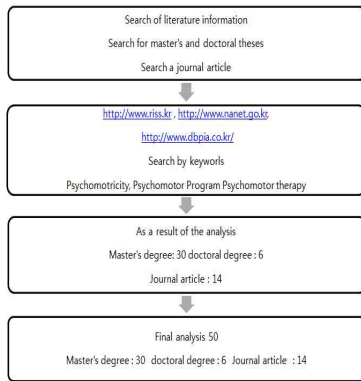 Search of literature information
Search for master's and doctoral theses
Search a journal article
http://www.riss.kr , http://www.nanet.go.kr,
http://www.dbpia.co.kr/
Search by keyworls
Psychomotricity, Psychomotor Program Psychomotor therapy
As a result of the analysis
Master's degree: 30 doctoral degree : 6
Journal article : 14
Final analysis 50
Master's degree : 30 doctoral degree : 6 Journal article : 14